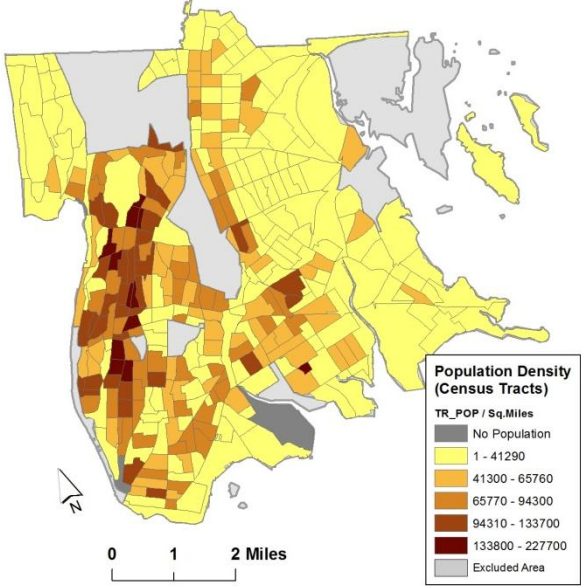 Population Density
(Census Tracts)
TR_POP / Sq.Miles
No Population
1 - 41290
41300 - 65760
65770 - 94300
94310 - 133700
133800 - 227700
Excluded Area
N
0 1 2 Miles